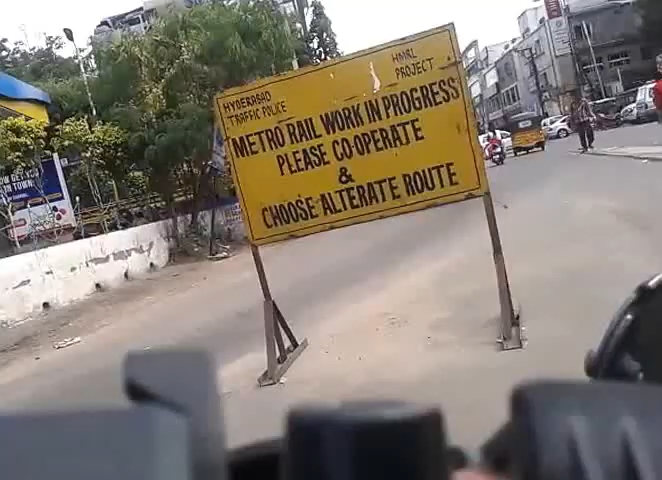 HYDERABAD
TRAFFIC POLICE
HMRL
PROJECT
METRO RAIL WORK IN PROGRESS
PLEASE CO-OPERATE
&
CHOOSE ALTERATE ROUTE